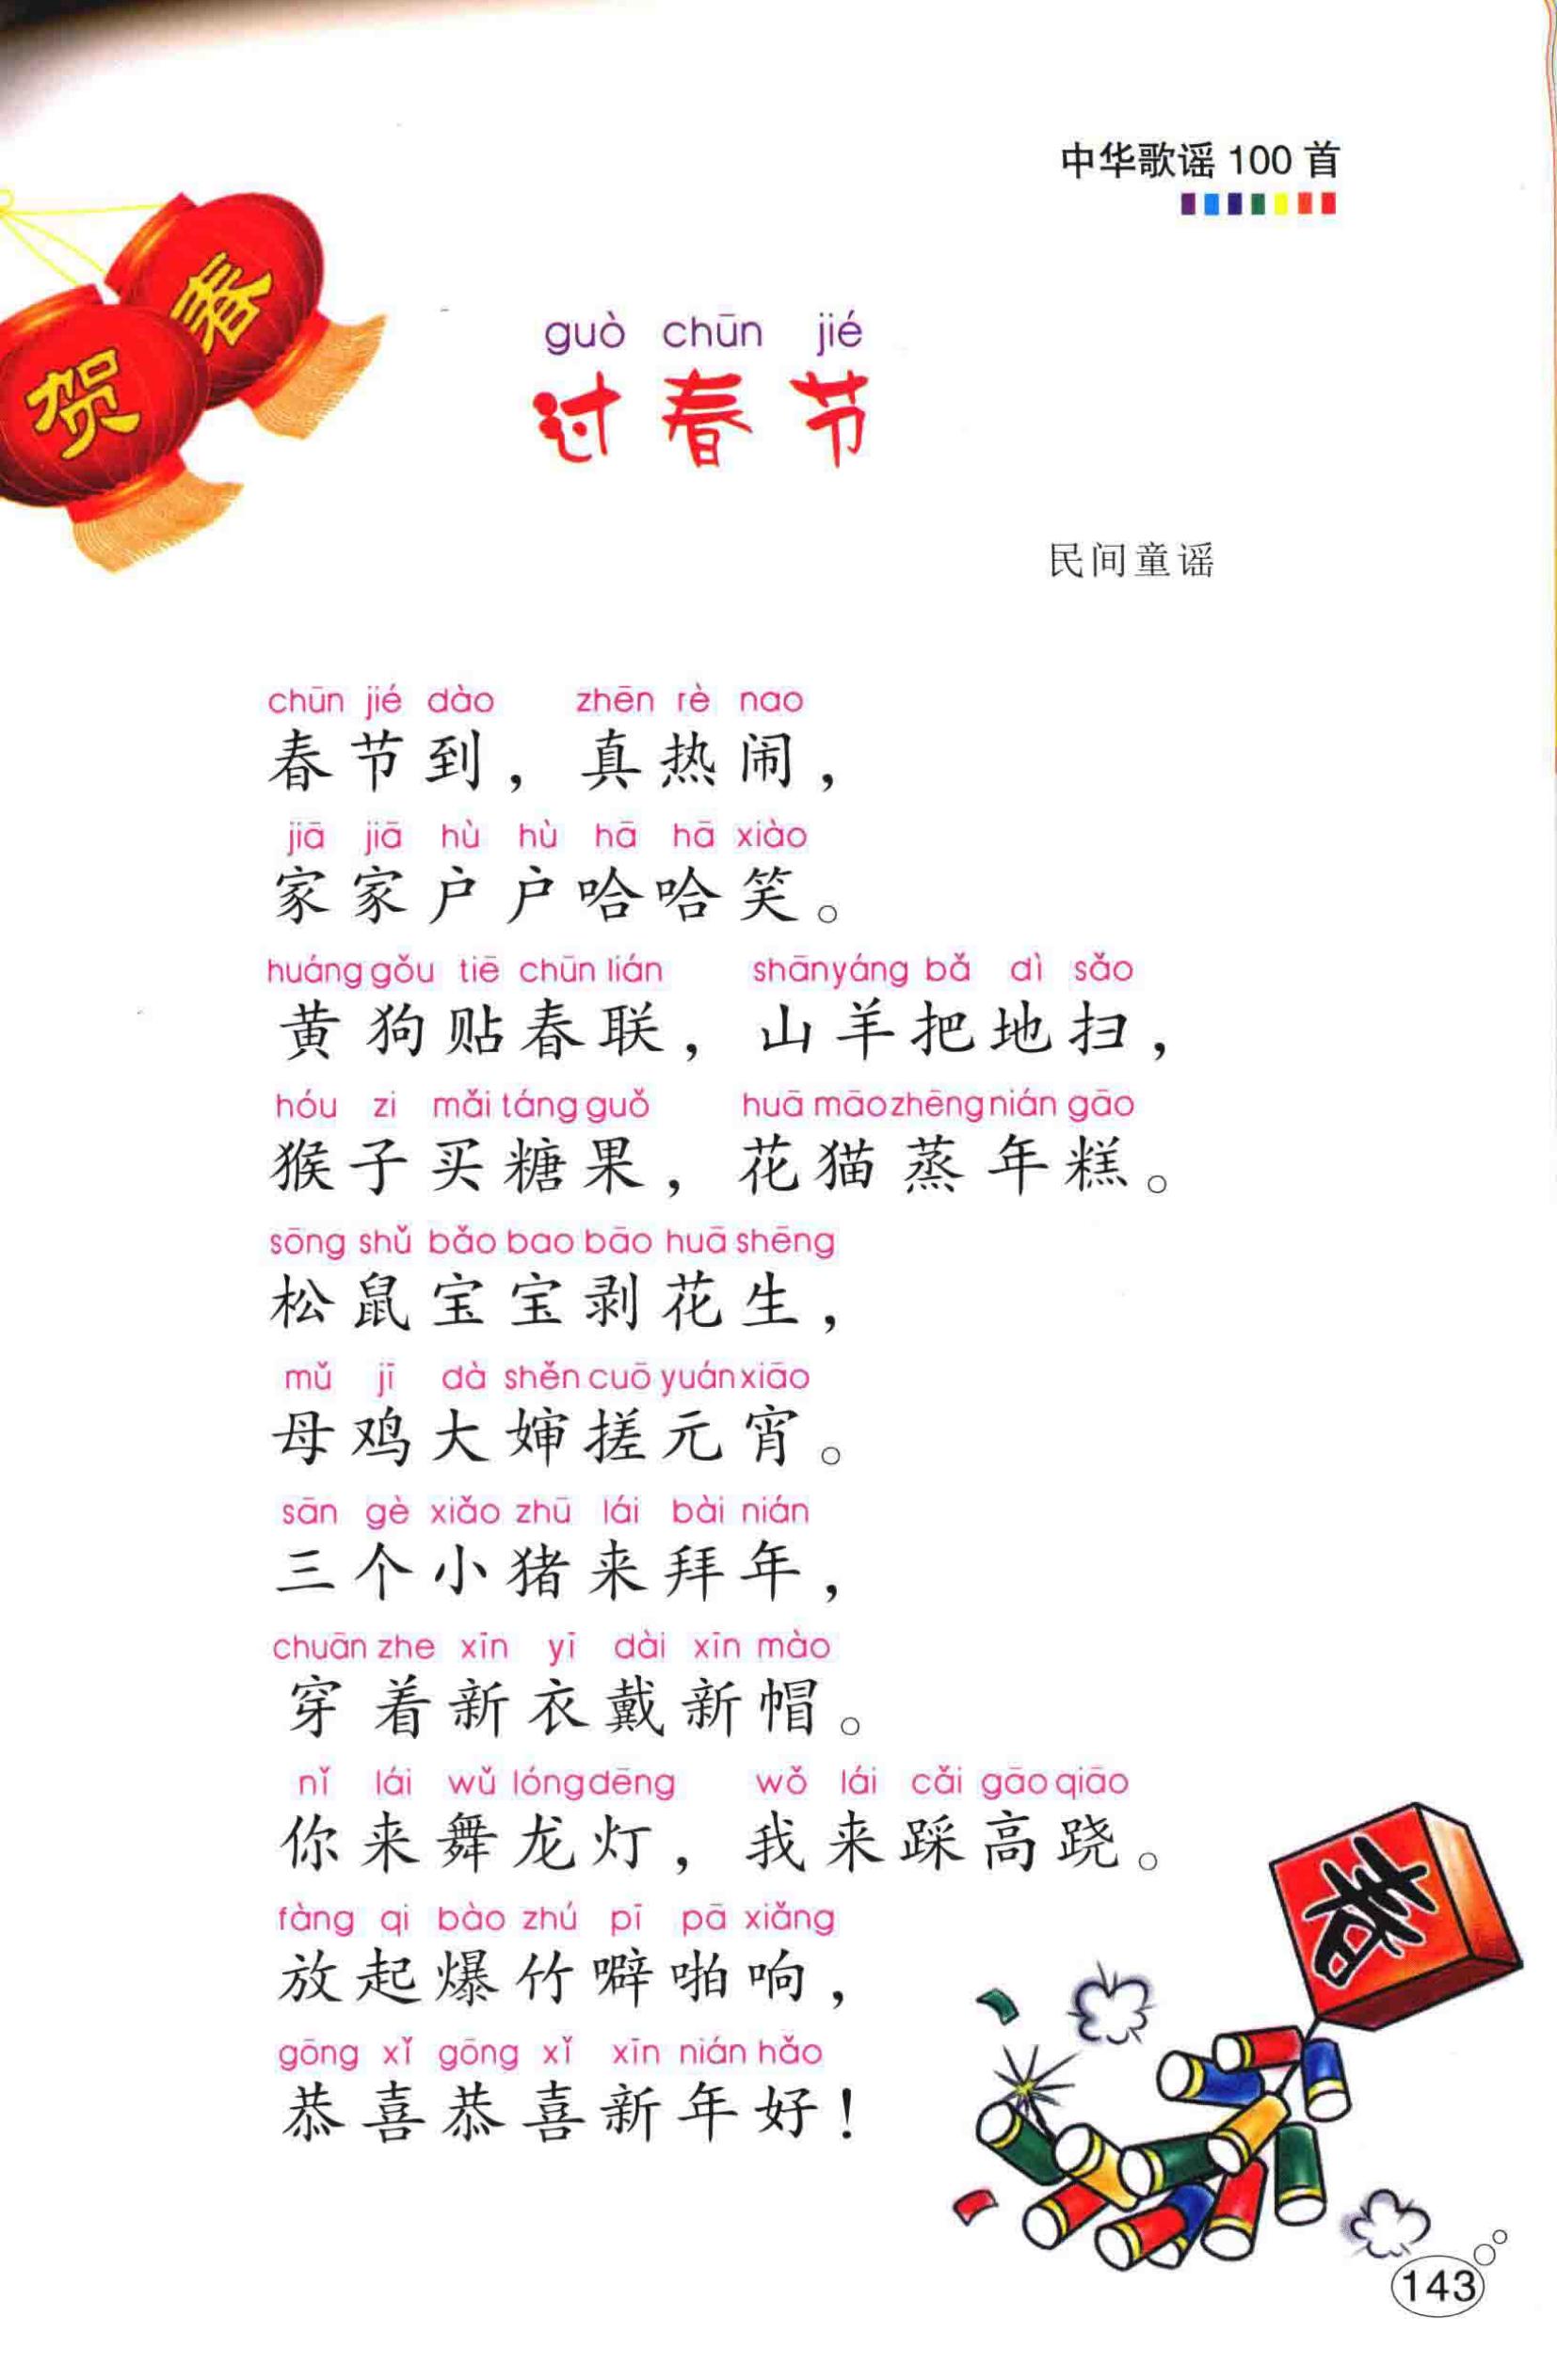 中华歌谣100首
贺春
guò chūn jié
过春节
民间童谣
chūn jié dào zhēn rè nao
春节到，真热闹，
jiā jiā hù hù hā hā xiào
家家户户哈哈笑。
huáng gǒu tiē chūn lián shān yáng bǎ dì sǎo
黄狗贴春联，山羊把地扫，
hóu zi mǎi táng guǒ huā māo zhēng nián gāo
猴子买糖果，花猫蒸年糕。
sōng shǔ bǎo bao bāo huā shēng
松鼠宝宝剥花生，
mǔ jī dà shěn cuō yuán xiāo
母鸡大婶搓元宵。
sān gè xiǎo zhū lái bài nián
三个小猪来拜年，
chuān zhe xīn yī dài xīn mào
穿着新衣戴新帽。
nǐ lái wǔ lóng dēng wǒ lái cǎi gāo qiāo
你来舞龙灯，我来踩高跷。
fàng qi bào zhú pī pā xiǎng
放起爆竹噼啪响，
gōng xǐ gōng xǐ xīn nián hǎo
恭喜恭喜新年好！
春
143